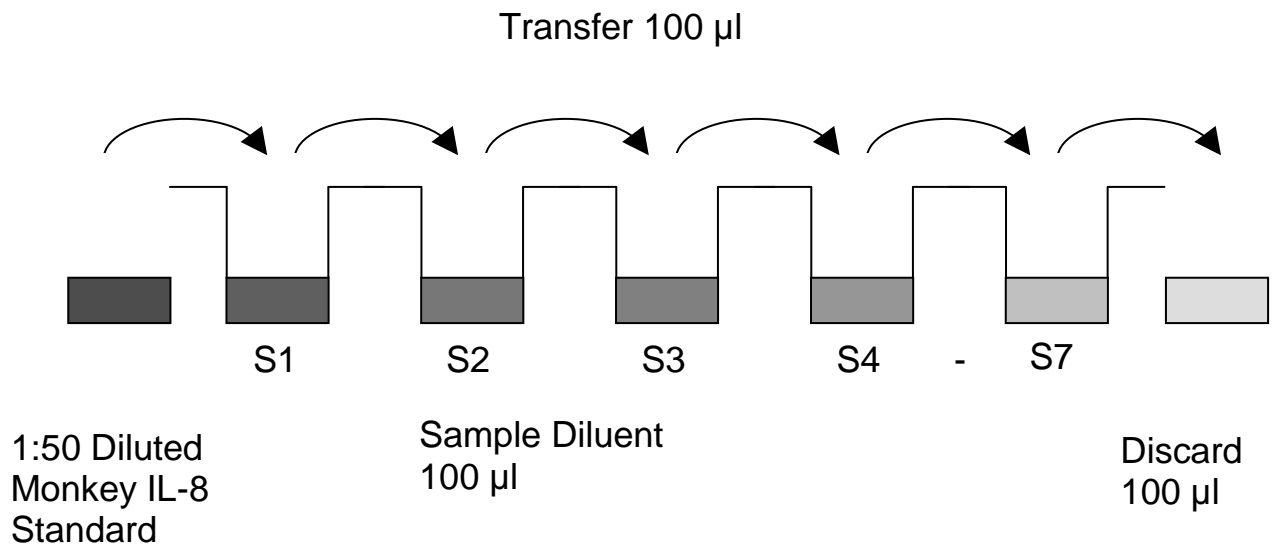 Transfer 100 µl
S1 S2 S3 S4 - S7
1:50 Diluted
Monkey IL-8
Standard
Sample Diluent
100 µl
Discard
100 µl